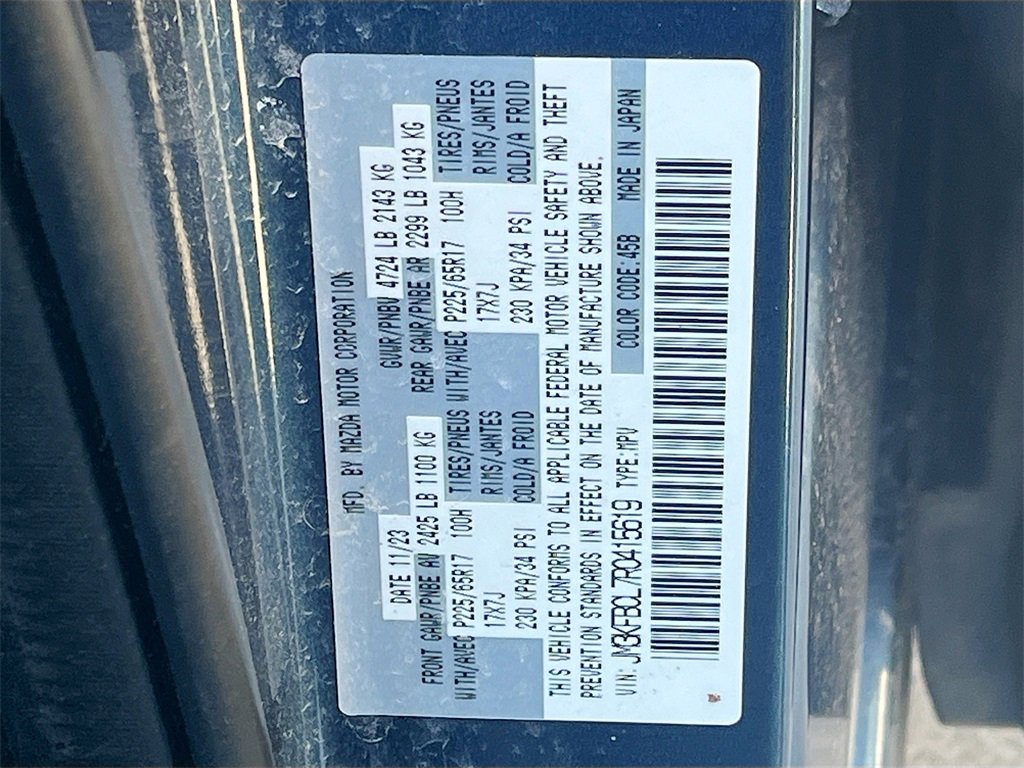 MFD. BY MAZDA MOTOR CORPORATION
DATE 11/23 GVWR/PNBV 4724 LB 2143 KG
FRONT GAWR/PNBE AV 2425 LB 1100 KG REAR GAWR/PNBE AR 2299 LB 1043 KG
WITH/AVEC P225/65R17 100H TIRES/PNEUS WITH/AVEC P225/65R17 100H TIRES/PNEUS
17X7J RIMS/JANTES 17X7J RIMS/JANTES
230 KPA/34 PSI COLD/A FROID 230 KPA/34 PSI COLD/A FROID
THIS VEHICLE CONFORMS TO ALL APPLICABLE FEDERAL MOTOR VEHICLE SAFETY AND THEFT
PREVENTION STANDARDS IN EFFECT ON THE DATE OF MANUFACTURE SHOWN ABOVE.
VIN: JM3KFBCL7R0415619 TYPE:MPV COLOR CODE:45B MADE IN JAPAN